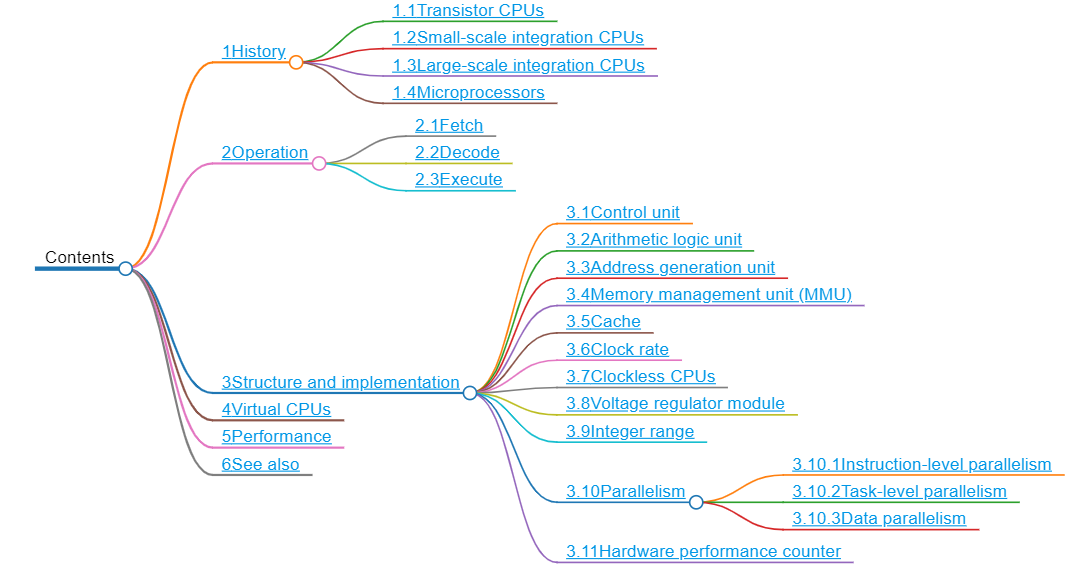 Contents
1History
1.1Transistor CPUs
1.2Small-scale integration CPUs
1.3Large-scale integration CPUs
1.4Microprocessors
2Operation
2.1Fetch
2.2Decode
2.3Execute
3Structure and implementation
3.1Control unit
3.2Arithmetic logic unit
3.3Address generation unit
3.4Memory management unit (MMU)
3.5Cache
3.6Clock rate
3.7Clockless CPUs
3.8Voltage regulator module
3.9Integer range
3.10Parallelism
3.10.1Instruction-level parallelism
3.10.2Task-level parallelism
3.10.3Data parallelism
3.11Hardware performance counter
4Virtual CPUs
5Performance
6See also